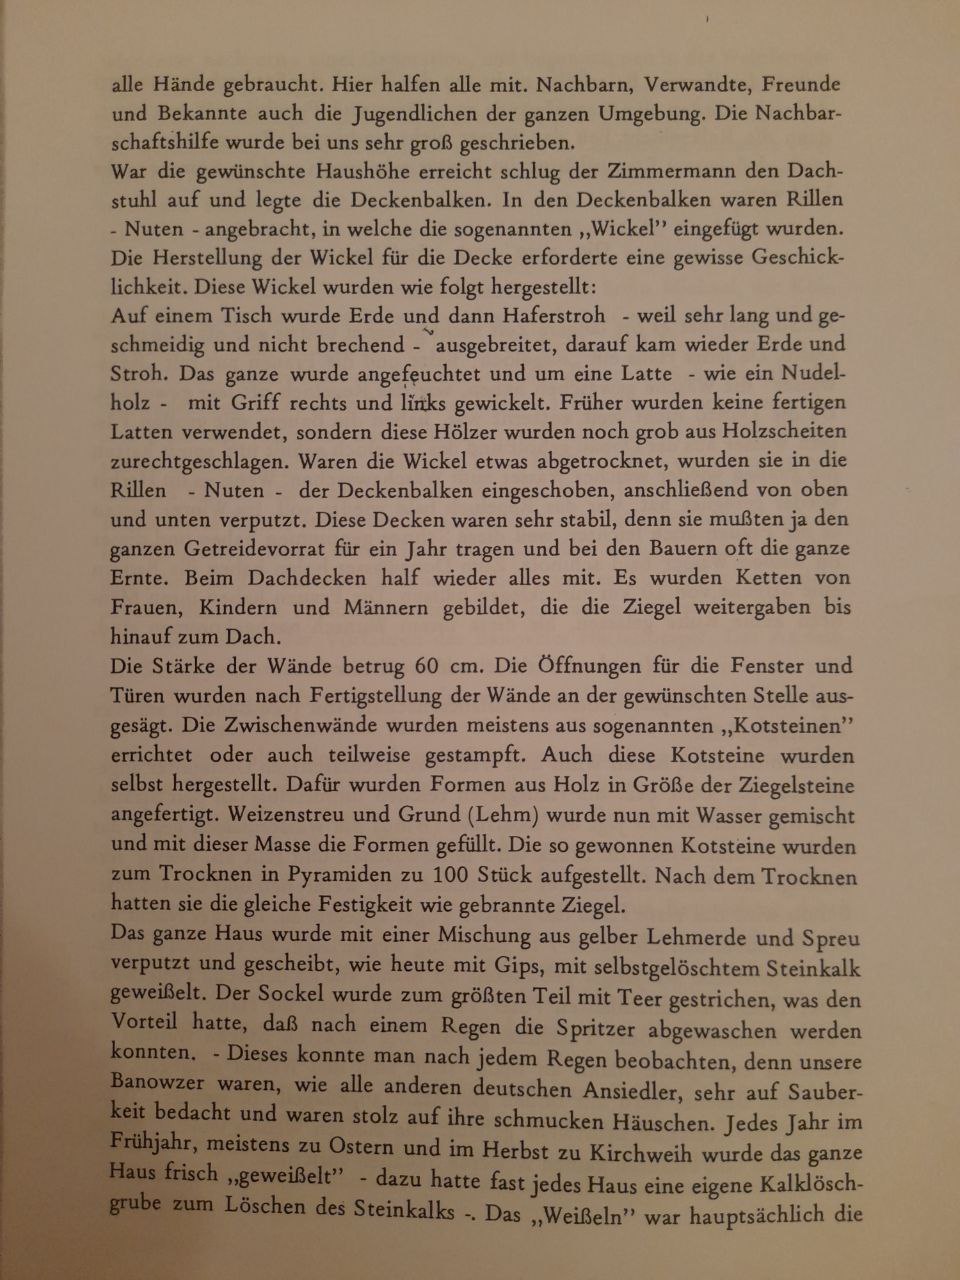 alle Hände gebraucht. Hier halfen alle mit. Nachbarn, Verwandte, Freunde
und Bekannte auch die Jugendlichen der ganzen Umgebung. Die Nachbar-
schaftshilfe wurde bei uns sehr groß geschrieben.
War die gewünschte Haushöhe erreicht schlug der Zimmermann den Dach-
stuhl auf und legte die Deckenbalken. In den Deckenbalken waren Rillen
- Nuten - angebracht, in welche die sogenannten ,,Wickel” eingefügt wurden.
Die Herstellung der Wickel für die Decke erforderte eine gewisse Geschick-
lichkeit. Diese Wickel wurden wie folgt hergestellt:
Auf einem Tisch wurde Erde und dann Haferstroh - weil sehr lang und ge-
schmeidig und nicht brechend - ausgebreitet, darauf kam wieder Erde und
Stroh. Das ganze wurde angefeuchtet und um eine Latte - wie ein Nudel-
holz - mit Griff rechts und links gewickelt. Früher wurden keine fertigen
Latten verwendet, sondern diese Hölzer wurden noch grob aus Holzscheiten
zurechtgeschlagen. Waren die Wickel etwas abgetrocknet, wurden sie in die
Rillen - Nuten - der Deckenbalken eingeschoben, anschließend von oben
und unten verputzt. Diese Decken waren sehr stabil, denn sie mußten ja den
ganzen Getreidevorrat für ein Jahr tragen und bei den Bauern oft die ganze
Ernte. Beim Dachdecken half wieder alles mit. Es wurden Ketten von
Frauen, Kindern und Männern gebildet, die die Ziegel weitergaben bis
hinauf zum Dach.
Die Stärke der Wände betrug 60 cm. Die Öffnungen für die Fenster und
Türen wurden nach Fertigstellung der Wände an der gewünschten Stelle aus-
gesägt. Die Zwischenwände wurden meistens aus sogenannten ,,Kotsteinen”
errichtet oder auch teilweise gestampft. Auch diese Kotsteine wurden
selbst hergestellt. Dafür wurden Formen aus Holz in Größe der Ziegelsteine
angefertigt. Weizenstreu und Grund (Lehm) wurde nun mit Wasser gemischt
und mit dieser Masse die Formen gefüllt. Die so gewonnen Kotsteine wurden
zum Trocknen in Pyramiden zu 100 Stück aufgestellt. Nach dem Trocknen
hatten sie die gleiche Festigkeit wie gebrannte Ziegel.
Das ganze Haus wurde mit einer Mischung aus gelber Lehmerde und Spreu
verputzt und gescheibt, wie heute mit Gips, mit selbstgelöschtem Steinkalk
geweißelt. Der Sockel wurde zum größten Teil mit Teer gestrichen, was den
Vorteil hatte, daß nach einem Regen die Spritzer abgewaschen werden
konnten. - Dieses konnte man nach jedem Regen beobachten, denn unsere
Banowzer waren, wie alle anderen deutschen Ansiedler, sehr auf Sauber-
keit bedacht und waren stolz auf ihre schmucken Häuschen. Jedes Jahr im
Frühjahr, meistens zu Ostern und im Herbst zu Kirchweih wurde das ganze
Haus frisch ,,geweißelt” - dazu hatte fast jedes Haus eine eigene Kalklösch-
grube zum Löschen des Steinkalks -. Das ,,Weißeln” war hauptsächlich die